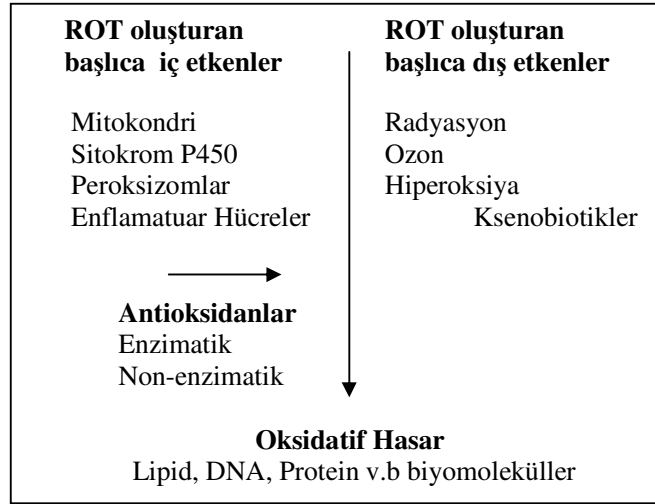 ROT oluşturan
başlıca iç etkenler
Mitokondri
Sitokrom P450
Peroksizomlar
Enflamatuar Hücreler
ROT oluşturan
başlıca dış etkenler
Radyasyon
Ozon
Hiperoksiya
Ksenobiotikler
Antioksidanlar
Enzimatik
Non-enzimatik
Oksidatif Hasar
Lipid, DNA, Protein v.b biyomoleküller